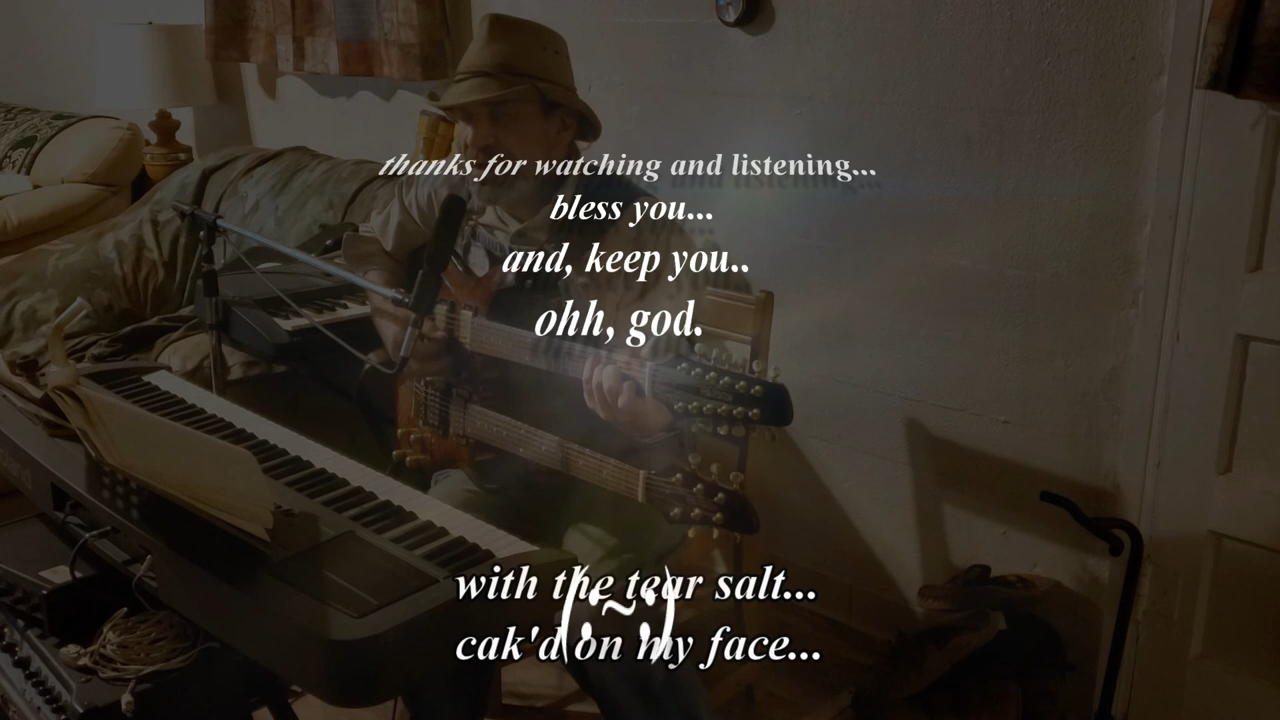 thanks for watching and listening...
bless you...
and, keep you..
ohh, god.
with the tear salt...
(;~;)
cak'd on my face...